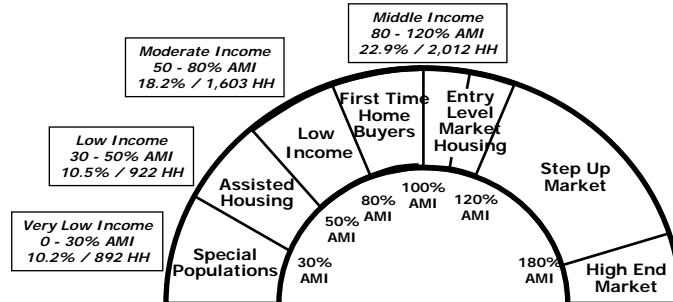 Middle Income
80 - 120% AMI
22.9% / 2,012 HH
Moderate Income
50 - 80% AMI
18.2% / 1,603 HH
Low Income
30 - 50% AMI
10.5% / 922 HH
Very Low Income
0 - 30% AMI
10.2% / 892 HH
Special
Populations
Assisted
Housing
Low
Income
First Time
Home
Buyers
Entry
Level
Market
Housing
Step Up
Market
High End
Market
30%
AMI
50%
AMI
80%
AMI
100%
AMI
120%
AMI
180%
AMI